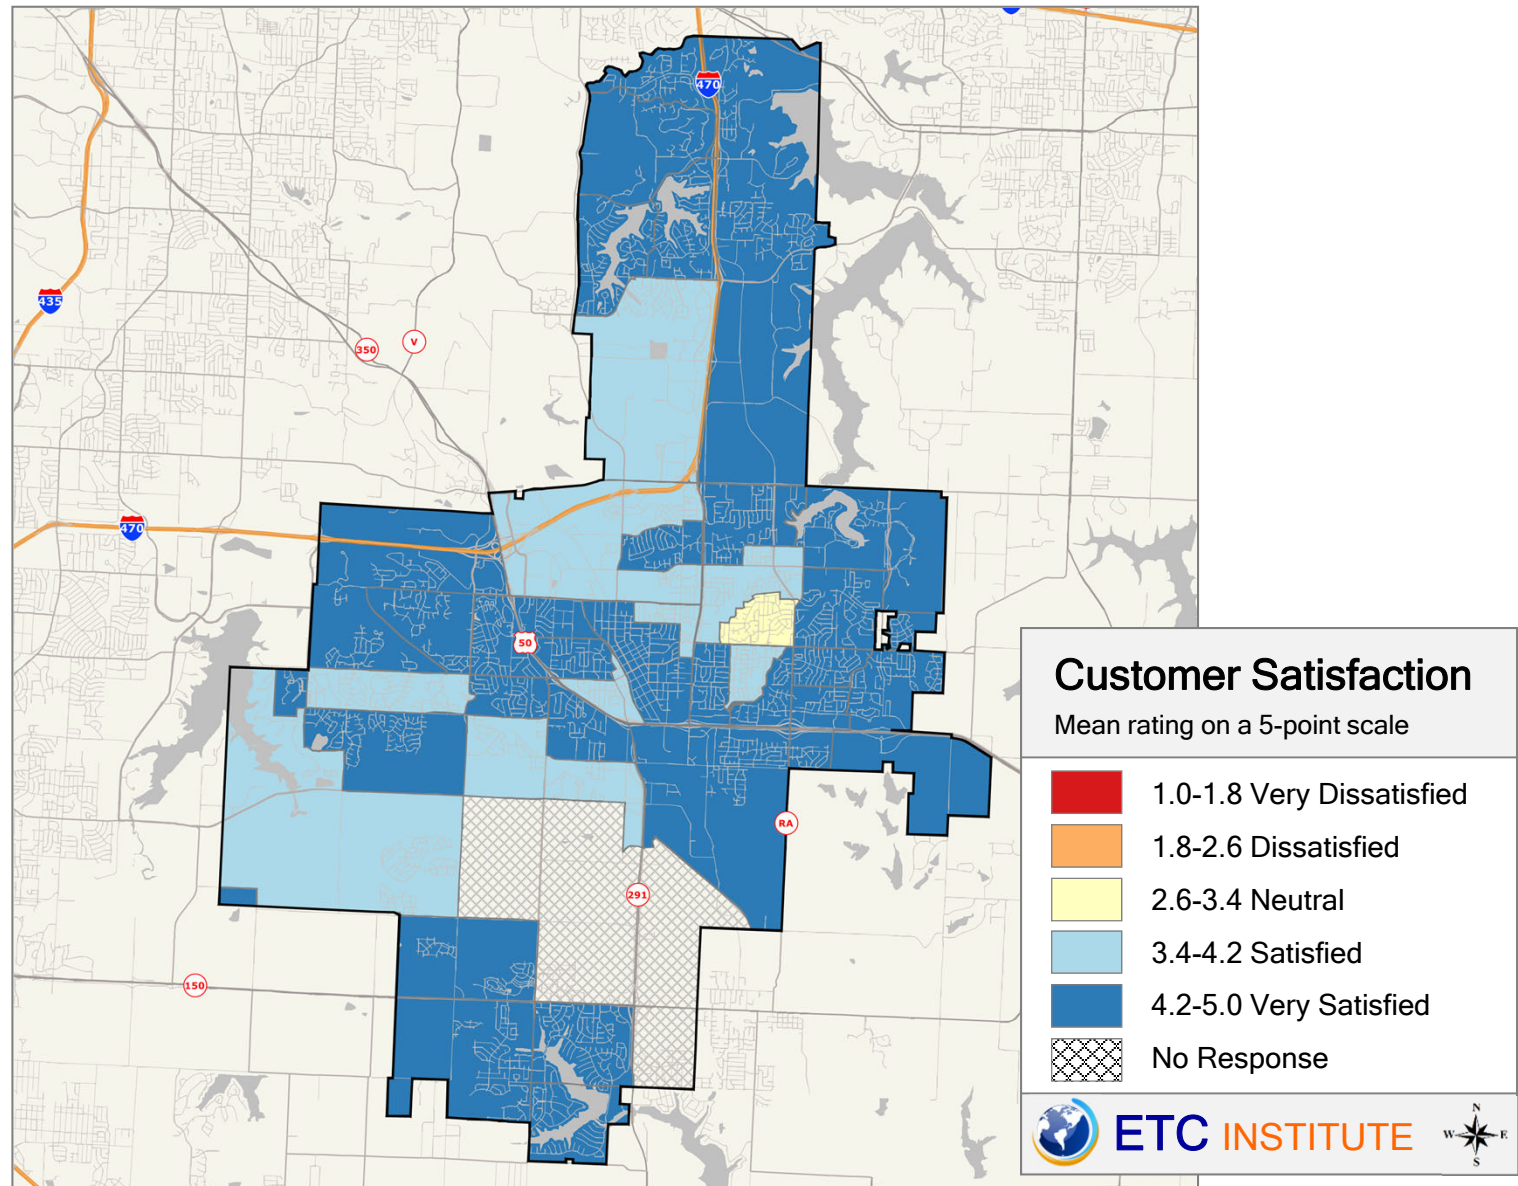 470
435
350
V
470
50
RA
291
150
Customer Satisfaction
Mean rating on a 5-point scale
1.0-1.8 Very Dissatisfied
1.8-2.6 Dissatisfied
2.6-3.4 Neutral
3.4-4.2 Satisfied
4.2-5.0 Very Satisfied
No Response
ETC INSTITUTE
N
W E
S